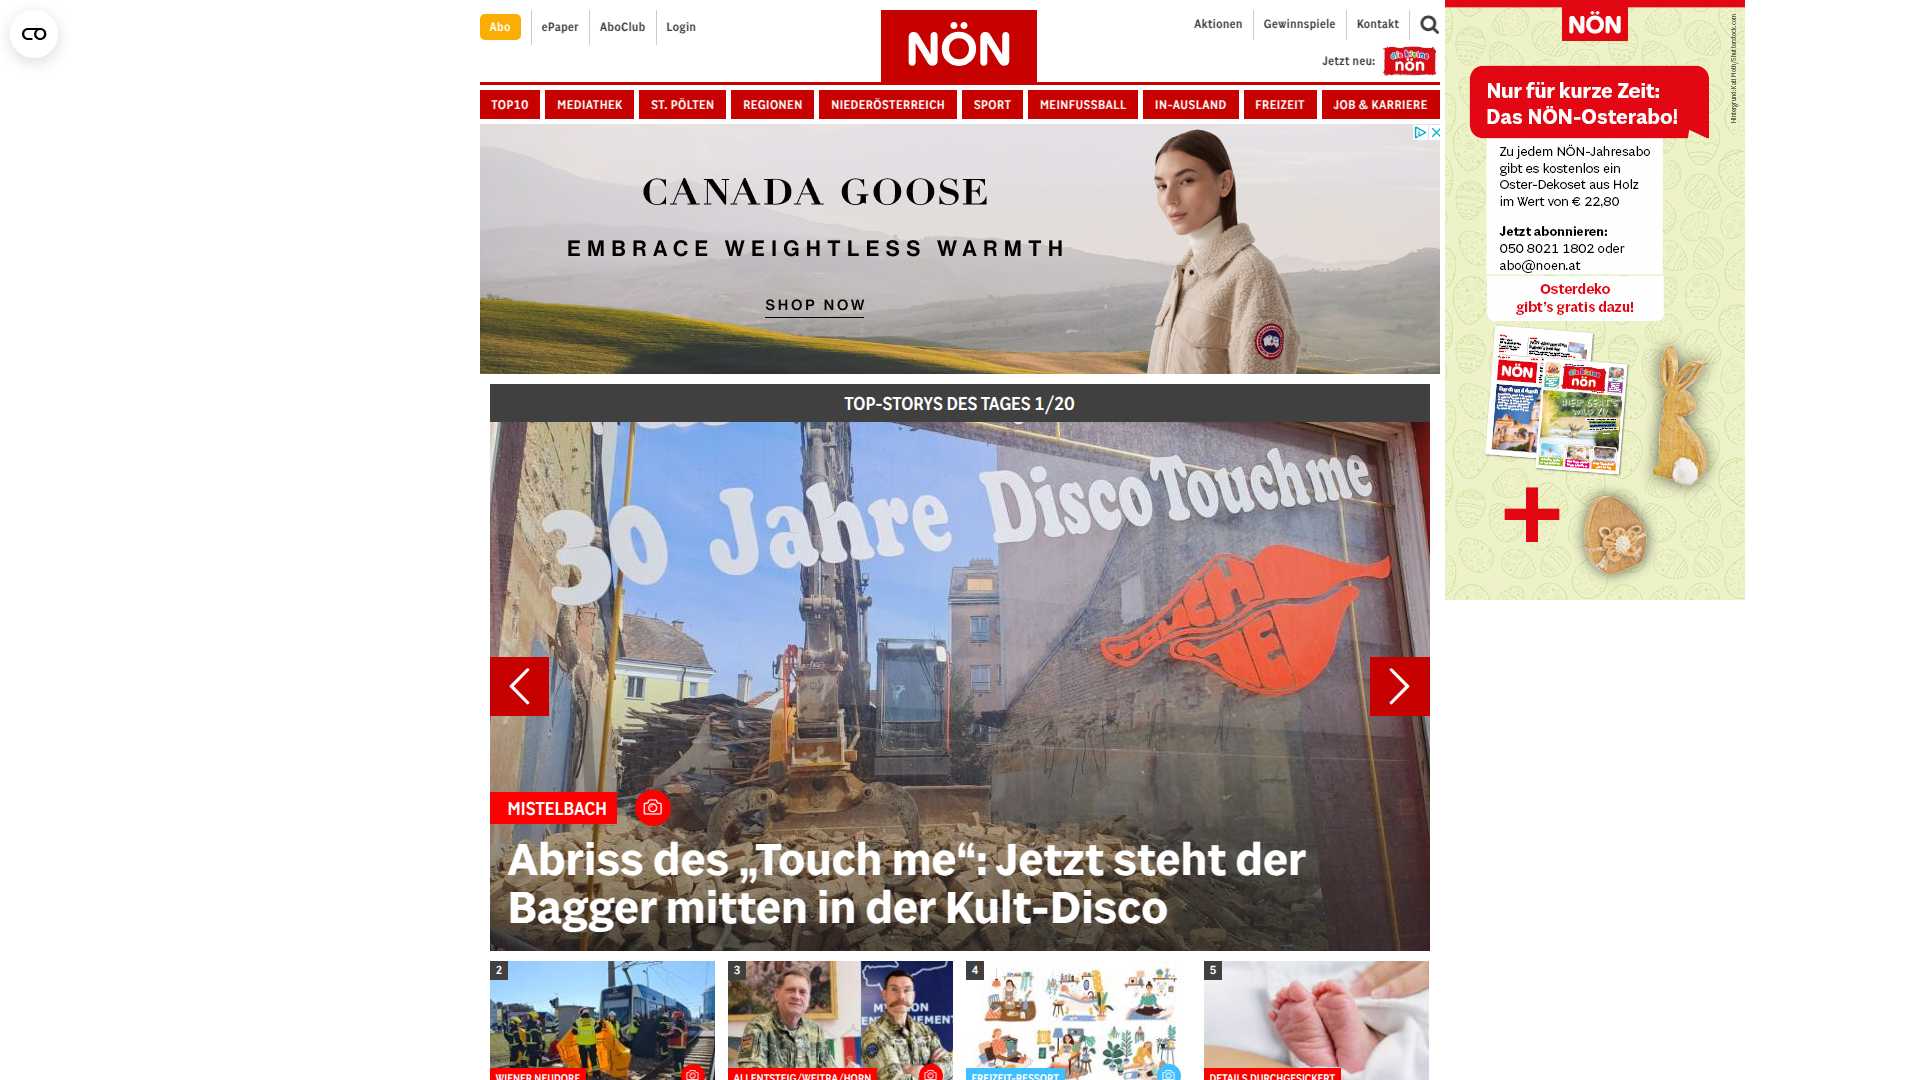 Abo
ePaper
AboClub
Login
NÖN
Aktionen
Gewinnspiele
Kontakt
Jetzt neu:
die kleine
nön
TOP10
MEDIATHEK
ST. PÖLTEN
REGIONEN
NIEDERÖSTERREICH
SPORT
MEINFUSSBALL
IN-AUSLAND
FREIZEIT
JOB & KARRIERE
CANADA GOOSE
EMBRACE WEIGHTLESS WARMTH
SHOP NOW
NÖN
Nur für kurze Zeit:
Das NÖN-Osterabo!
Zu jedem NÖN-Jahresabo
gibt es kostenlos ein
Oster-Dekoset aus Holz
im Wert von € 22,80
Jetzt abonnieren:
050 8021 1802 oder
abo@noen.at
Osterdeko
gibt's gratis dazu!
NÖN
nön
TOP-STORYS DES TAGES 1/20
30 Jahre Disco Touchme
MISTELBACH
Abriss des „Touch me“: Jetzt steht der
Bagger mitten in der Kult-Disco
2
3
4
5
WIENER NEUDORF
ALLENTSTEIG/WEITRA/HORN
FREIZEIT-RESSORT
DETAILS DURCHGESICKERT